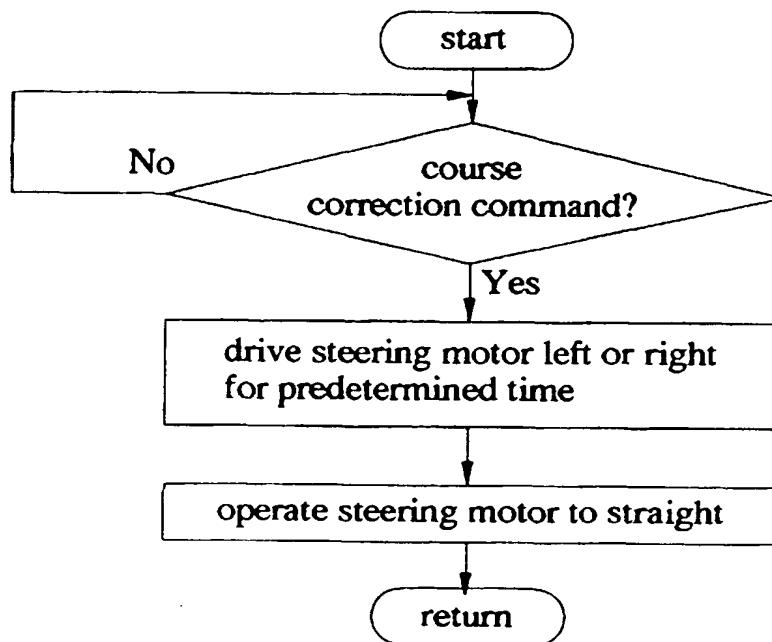 start
No
course
correction command?
Yes
drive steering motor left or right
for predetermined time
operate steering motor to straight
return